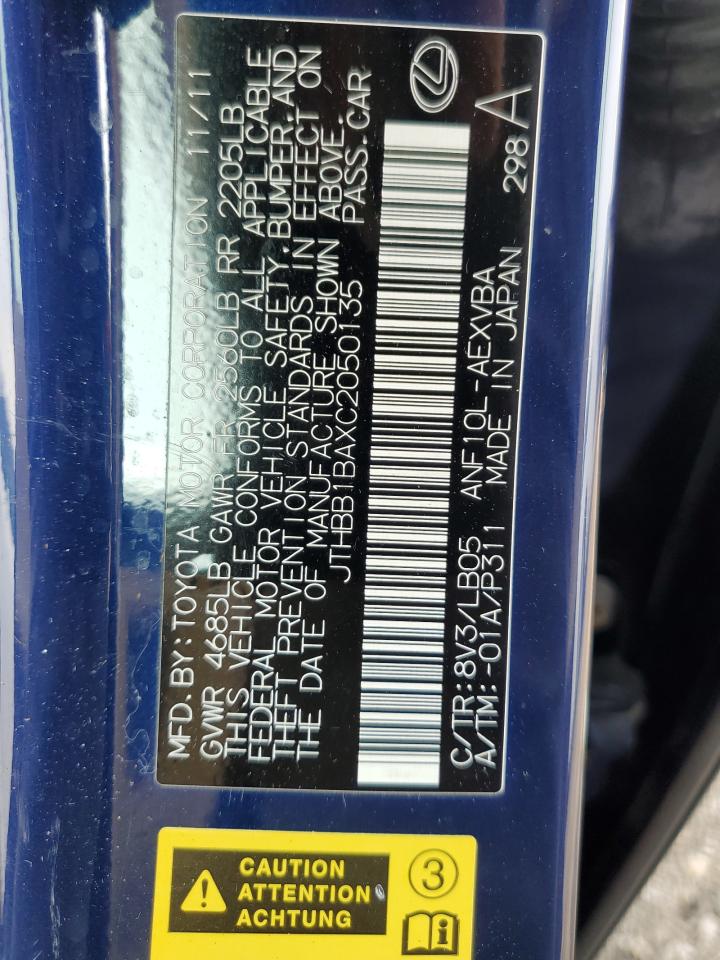 MFD. BY: TOYOTA MOTOR CORPORATION 11/11
GVWR 4685LB GAWR FR 2560LB RR 2205LB
THIS VEHICLE CONFORMS TO ALL APPLICABLE
FEDERAL MOTOR VEHICLE SAFETY, BUMPER, AND
THEFT PREVENTION STANDARDS IN EFFECT ON
THE DATE OF MANUFACTURE SHOWN ABOVE.
JTHBB1BAXC2050135 PASS. CAR
C/TR: 8V3/LB05 ANF10L-AEXVBA 298
A/TM: -01A/P311 MADE IN JAPAN A
CAUTION
ATTENTION
ACHTUNG
3
i